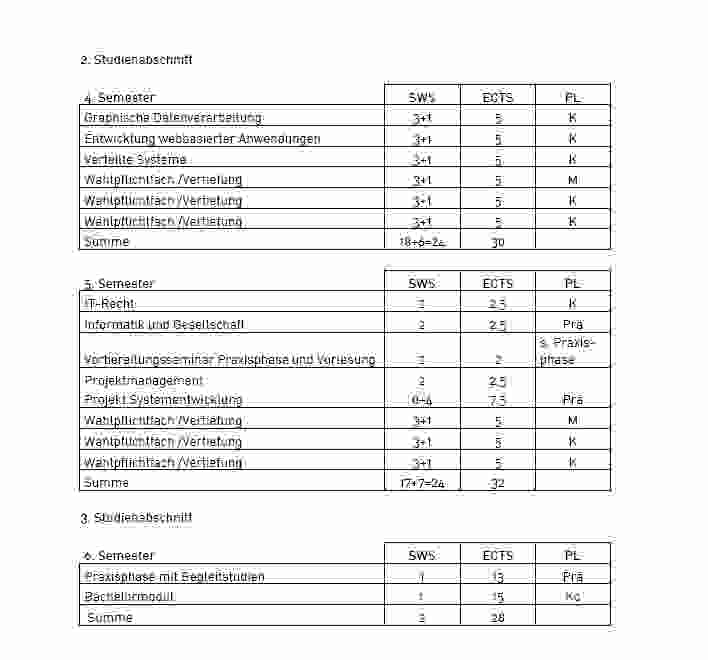 2. Studienabschnitt
4. Semester SWS ECTS PL
Graphische Datenverarbeitung 3+1 5 K
Entwicklung webbasierter Anwendungen 3+1 5 K
Verteilte Systeme 3+1 5 K
Wahlpflichtfach /Vertiefung 3+1 5 M
Wahlpflichtfach /Vertiefung 3+1 5 K
Wahlpflichtfach /Vertiefung 3+1 5 K
Summe 18+6=24 30
5. Semester SWS ECTS PL
IT-Recht 2 2,5 K
Informatik und Gesellschaft 2 2,5 Prä
s. Praxis-
Vorbereitungsseminar Praxisphase und Vorlesung 2 2 phase
Projektmanagement 2 2,5
Projekt Systementwicklung 0+4 7,5 Prä
Wahlpflichtfach /Vertiefung 3+1 5 M
Wahlpflichtfach /Vertiefung 3+1 5 K
Wahlpflichtfach /Vertiefung 3+1 5 K
Summe 17+7=24 32
3. Studienabschnitt
6. Semester SWS ECTS PL
Praxisphase mit Begleitstudien 1 13 Prä
Bachelormodul 1 15 Ko
Summe 2 28